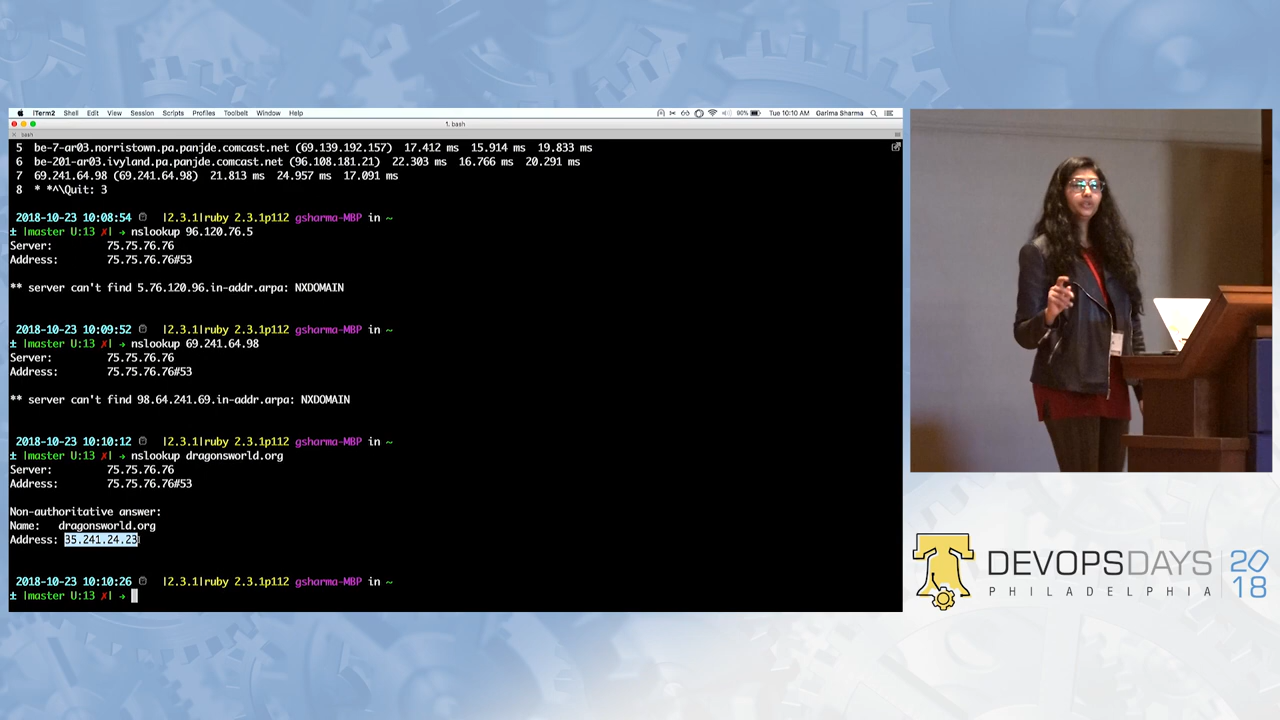 iTerm2 Shell Edit View Session Scripts Profiles Toolbelt Window Help 80% Tue 10:10 AM Garima Sharma
1. bash
bash
5 be-7-ar03.norristown.pa.panjde.comcast.net (69.139.192.157) 17.412 ms 15.914 ms 19.833 ms
6 be-201-ar03.ivyland.pa.panjde.comcast.net (96.108.181.21) 22.303 ms 16.766 ms 20.291 ms
7 69.241.64.98 (69.241.64.98) 21.813 ms 24.957 ms 17.091 ms
8 * *^\Quit: 3
2018-10-23 10:08:54 |2.3.1|ruby 2.3.1p112 gsharma-MBP in ~
± |master U:13 ✗| → nslookup 96.120.76.5
Server: 75.75.76.76
Address: 75.75.76.76#53
** server can't find 5.76.120.96.in-addr.arpa: NXDOMAIN
2018-10-23 10:09:52 |2.3.1|ruby 2.3.1p112 gsharma-MBP in ~
± |master U:13 ✗| → nslookup 69.241.64.98
Server: 75.75.76.76
Address: 75.75.76.76#53
** server can't find 98.64.241.69.in-addr.arpa: NXDOMAIN
2018-10-23 10:10:12 |2.3.1|ruby 2.3.1p112 gsharma-MBP in ~
± |master U:13 ✗| → nslookup dragonsworld.org
Server: 75.75.76.76
Address: 75.75.76.76#53
Non-authoritative answer:
Name: dragonsworld.org
Address: 35.241.24.23
2018-10-23 10:10:26 |2.3.1|ruby 2.3.1p112 gsharma-MBP in ~
± |master U:13 ✗| →
DEVOPSDAYS
PHILADELPHIA
20
18